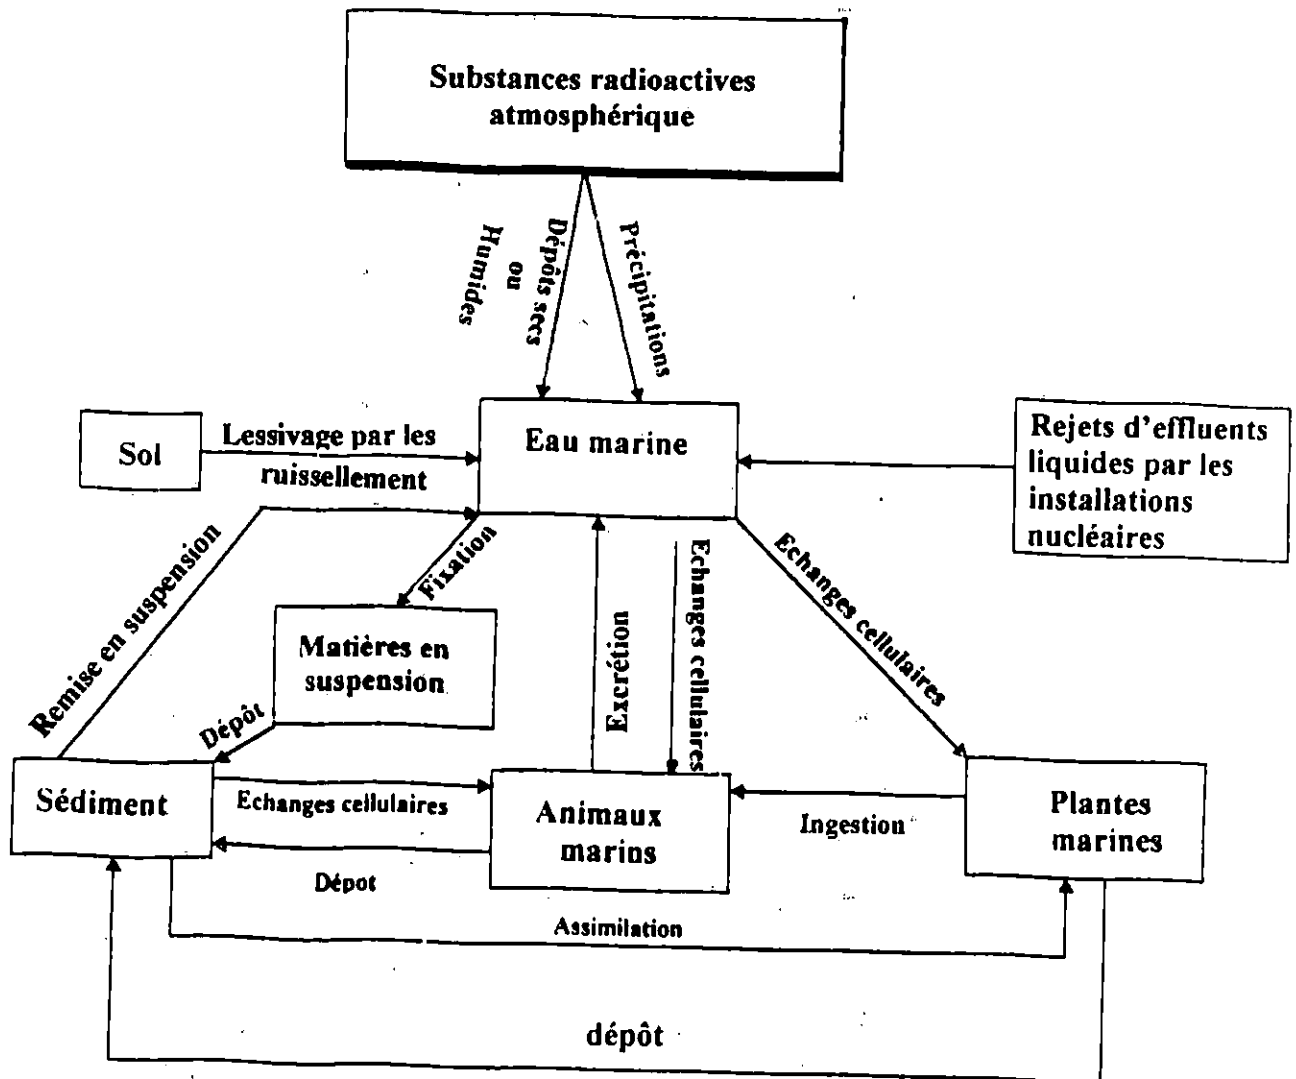 Substances radioactives
atmosphérique
Dépôts secs
ou
Humides
Précipitations
Sol
Lessivage par les
ruissellement
Eau marine
Rejets d'effluents
liquides par les
installations
nucléaires
Remise en suspension
Fixation
Matières en
suspension
Dépôt
Excrétion
Echanges cellulaires
Echanges cellulaires
Sédiment
Echanges cellulaires
Dépot
Animaux
marins
Ingestion
Plantes
marines
Assimilation
dépôt